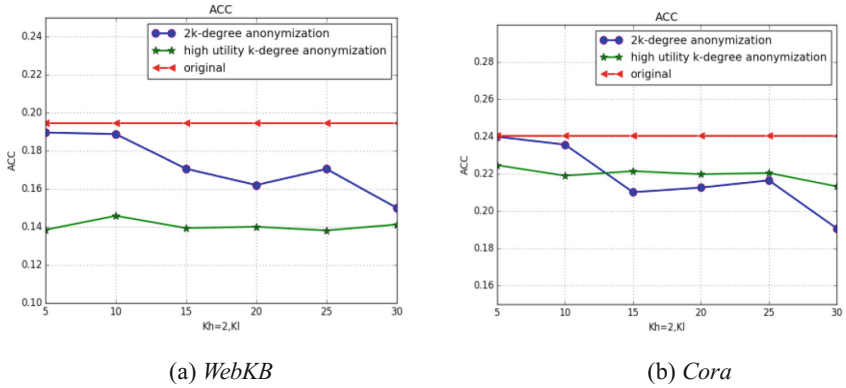 ACC
2k-degree anonymization
high utility k-degree anonymization
original
0.24
0.22
0.20
0.18
0.16
0.14
0.12
0.10
ACC
5 10 15 20 25 30
Kh=2,Kl
(a) WebKB
ACC
2k-degree anonymization
high utility k-degree anonymization
original
0.28
0.26
0.24
0.22
0.20
0.18
0.16
ACC
5 10 15 20 25 30
Kh=2,Kl
(b) Cora